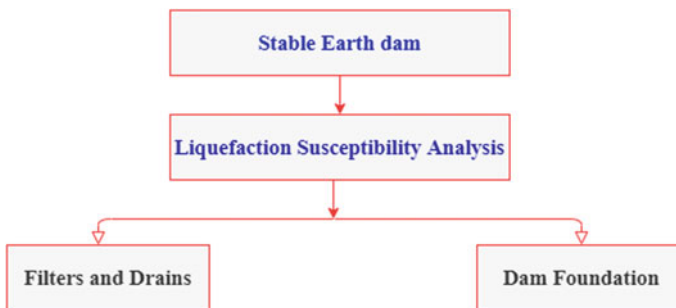 Stable Earth dam
Liquefaction Susceptibility Analysis
Filters and Drains
Dam Foundation